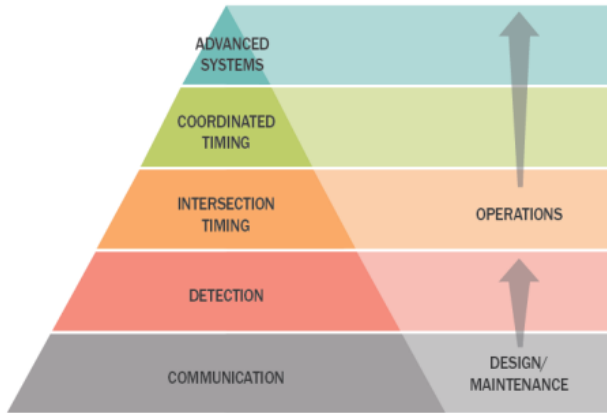 ADVANCED
SYSTEMS
COORDINATED
TIMING
INTERSECTION
TIMING
OPERATIONS
DETECTION
COMMUNICATION
DESIGN/
MAINTENANCE